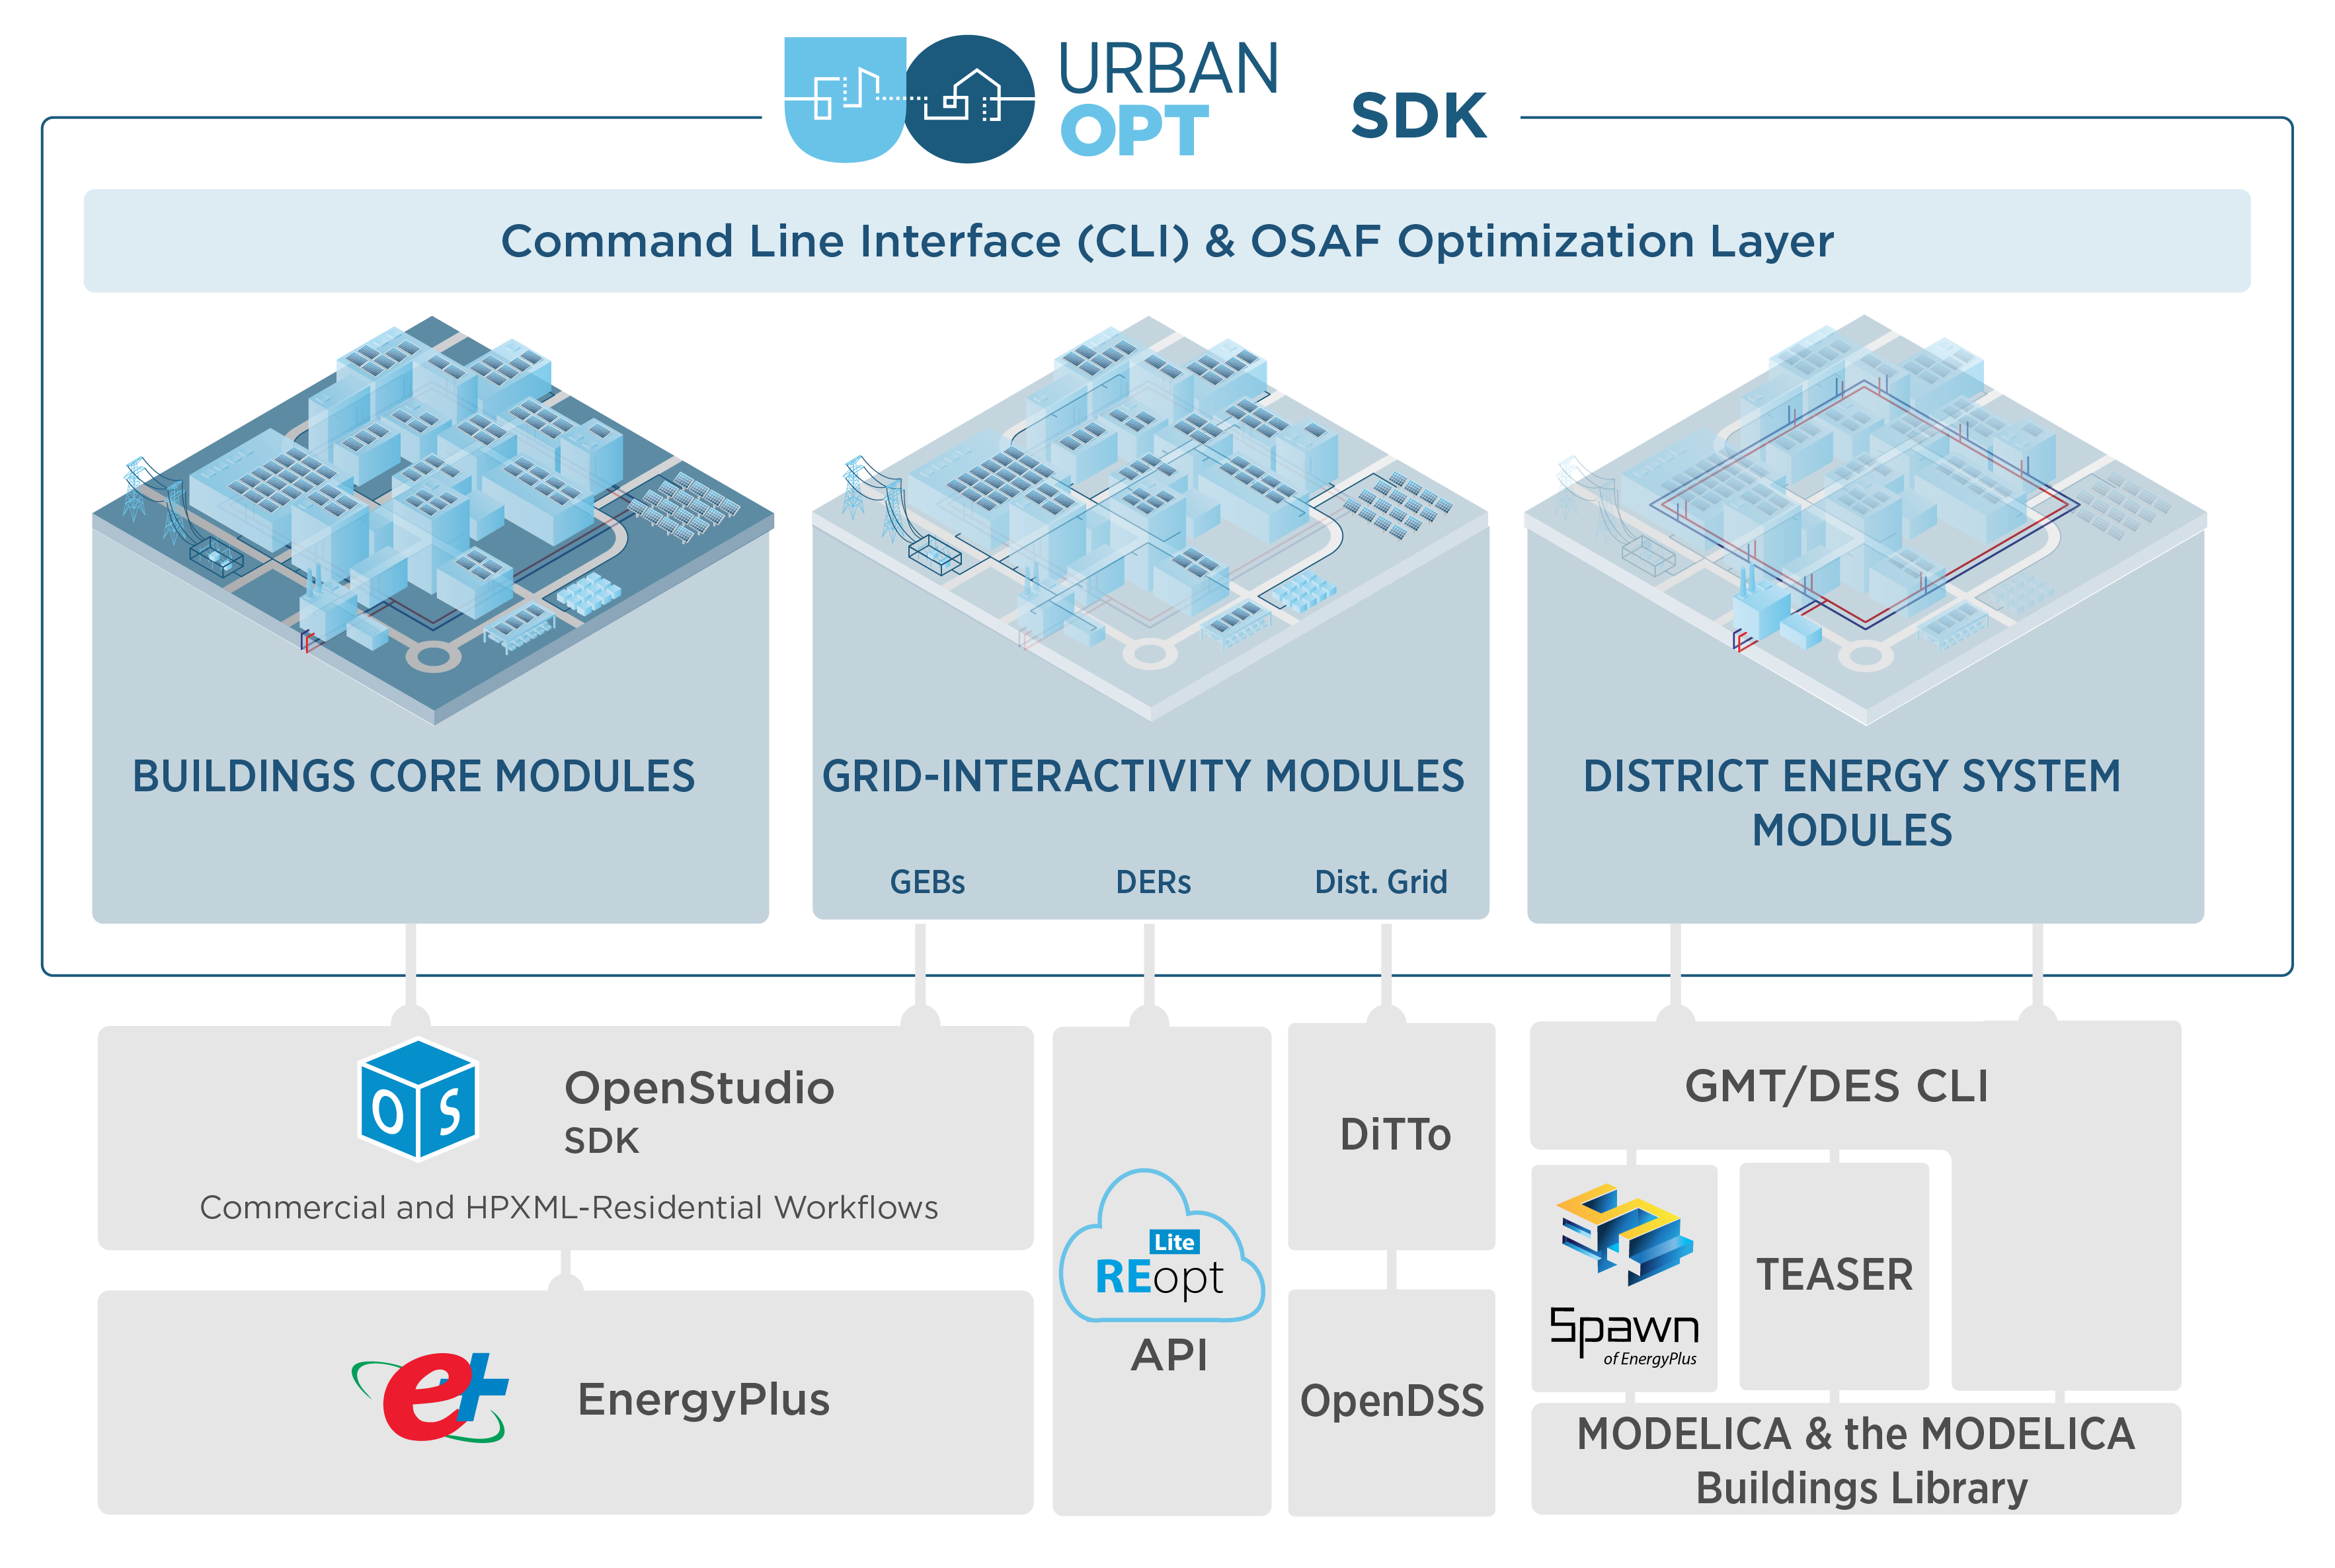 URBAN
OPT
SDK
Command Line Interface (CLI) & OSAF Optimization Layer
BUILDINGS CORE MODULES
GRID-INTERACTIVITY MODULES
GEBs
DERs
Dist. Grid
DISTRICT ENERGY SYSTEM
MODULES
OS
OpenStudio
SDK
Commercial and HPXML-Residential Workflows
e+
EnergyPlus
Lite
REopt
API
DiTTo
OpenDSS
GMT/DES CLI
Spawn
of EnergyPlus
TEASER
MODELICA & the MODELICA
Buildings Library